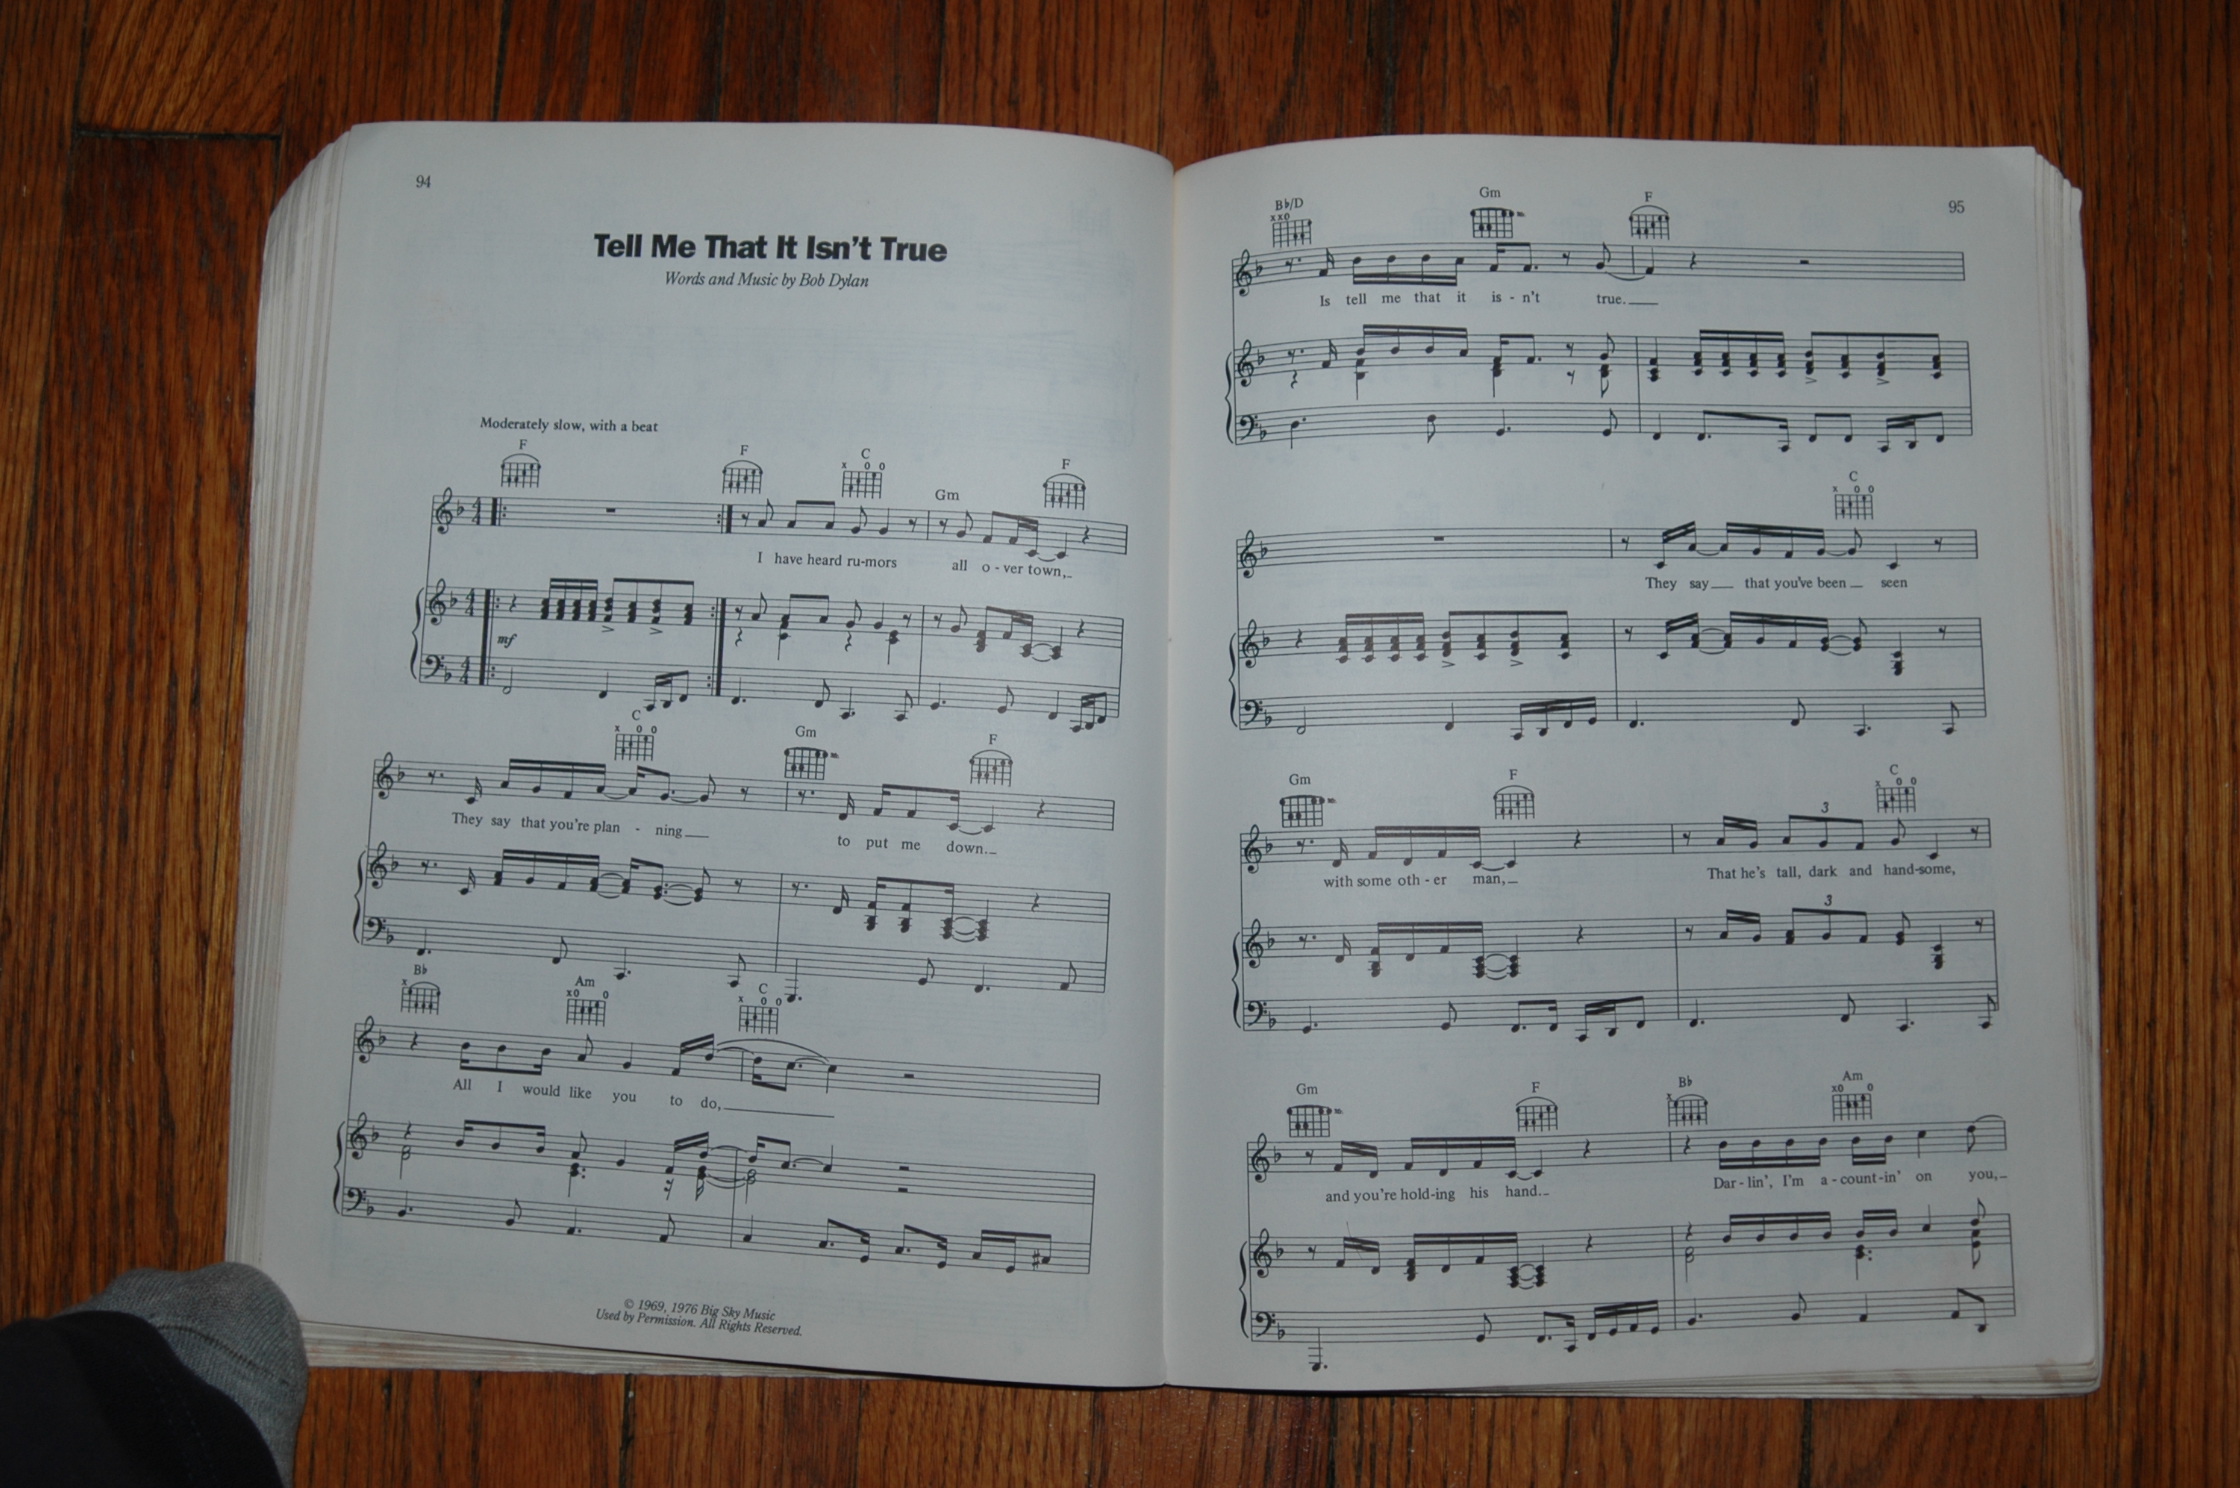 94
Tell Me That It Isn't True
Words and Music by Bob Dylan
Moderately slow, with a beat
F F C Gm F
I have heard ru-mors all o - ver town,
mf
C Gm F
They say that you're plan - ning to put me down.
Bb Am C
All I would like you to do,
© 1969, 1976 Big Sky Music
Used by Permission. All Rights Reserved.
95
Bb/D Gm F
Is tell me that it is - n't true.
C
They say that you've been seen
Gm F C
with some oth - er man, That he's tall, dark and hand-some,
3
3
Gm F Bb Am
and you're hold-ing his hand. Dar - lin', I'm a - count-in' on you,